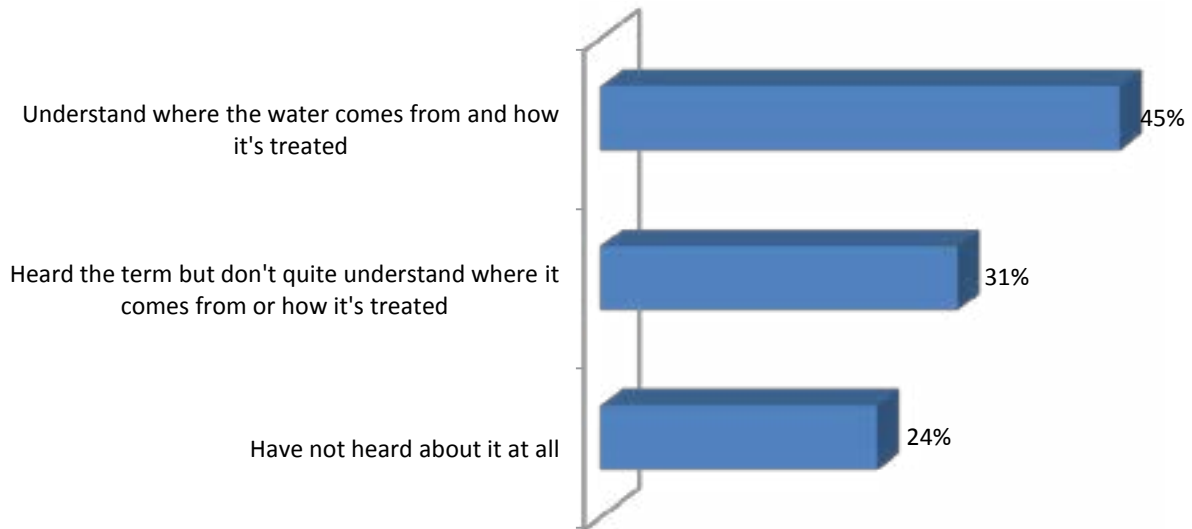 Understand where the water comes from and how
it's treated
45%
Heard the term but don't quite understand where it
comes from or how it's treated
31%
Have not heard about it at all
24%